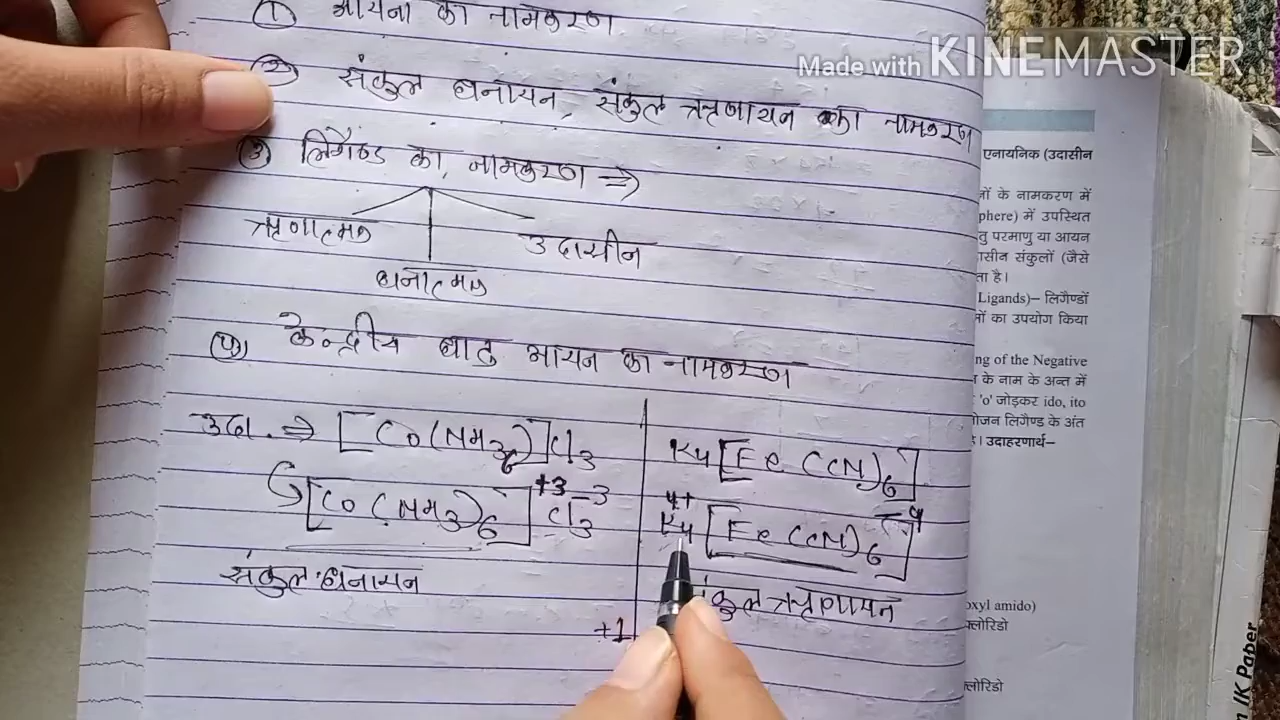 ① आयनो का नामकरण
Made with KINEMASTER
② संकुल धनायन, संकुल ऋणायन का नामकरण
③ लिगैण्ड का नामकरण ⇒
ऋणात्मक
उदासीन
धनात्मक
④ केन्द्रीय धातु आयन का नामकरण
उदा. ⇒ [Co(NH3)6]Cl3
[Co(NH3)6]+3 Cl3-3
संकुल धनायन
K4[Fe(CN)6]
K4 4+ [Fe(CN)6]-4
संकुल ऋणायन
+1
एनायनिक (उदासीन
नों के नामकरण में
phere) में उपस्थित
तु परमाणु या आयन
ासीन संकुलों (जैसे
ता है।
Ligands)– लिगैण्डों
नों का उपयोग किया
ng of the Negative
के नाम के अन्त में
'o' जोड़कर ido, ito
ोजन लिगैण्ड के अंत
। उदाहरणार्थ–
oxyl amido)
क्लोरिडो
क्लोरिडो
n IK Paper